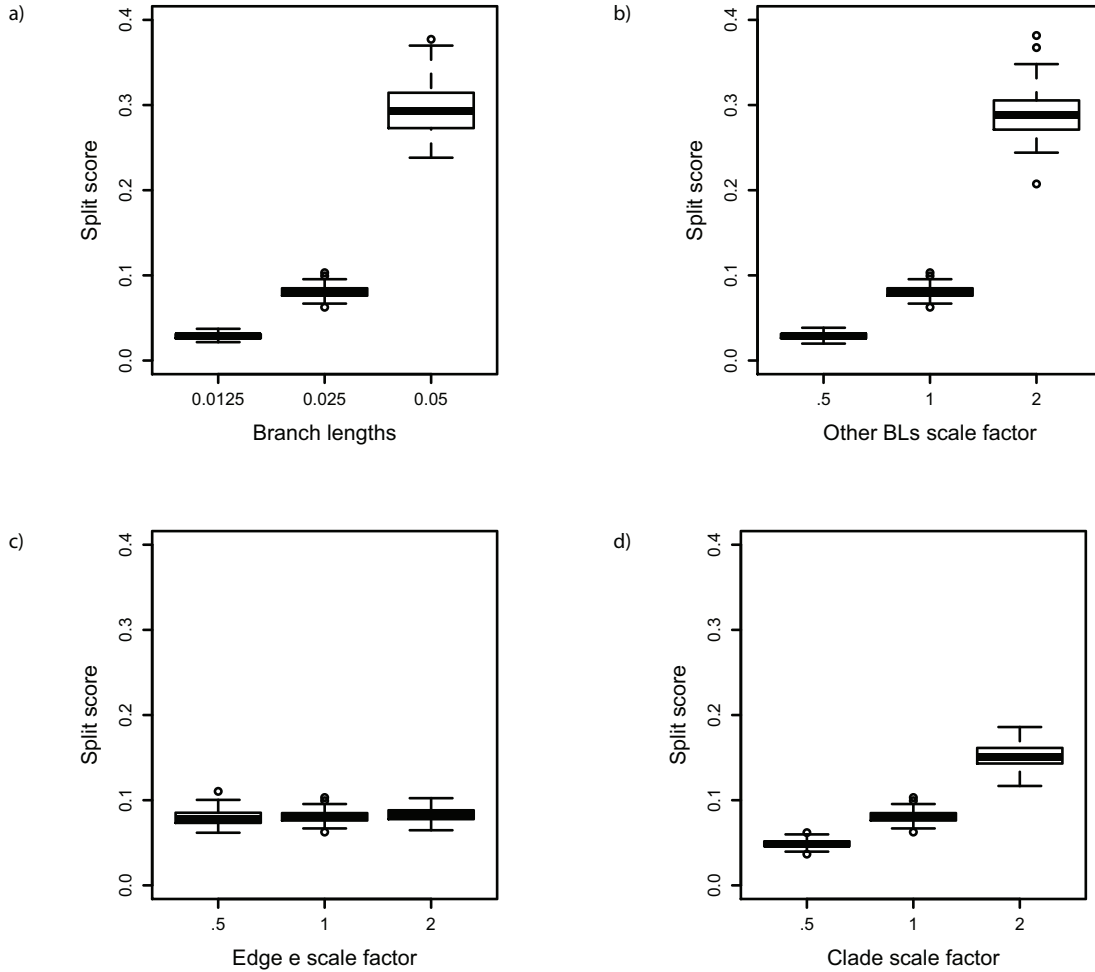 a)
0.4
0.3
0.2
0.1
0.0
Split score
0.0125 0.025 0.05
Branch lengths
b)
0.4
0.3
0.2
0.1
0.0
Split score
.5 1 2
Other BLs scale factor
c)
0.4
0.3
0.2
0.1
0.0
Split score
.5 1 2
Edge e scale factor
d)
0.4
0.3
0.2
0.1
0.0
Split score
.5 1 2
Clade scale factor